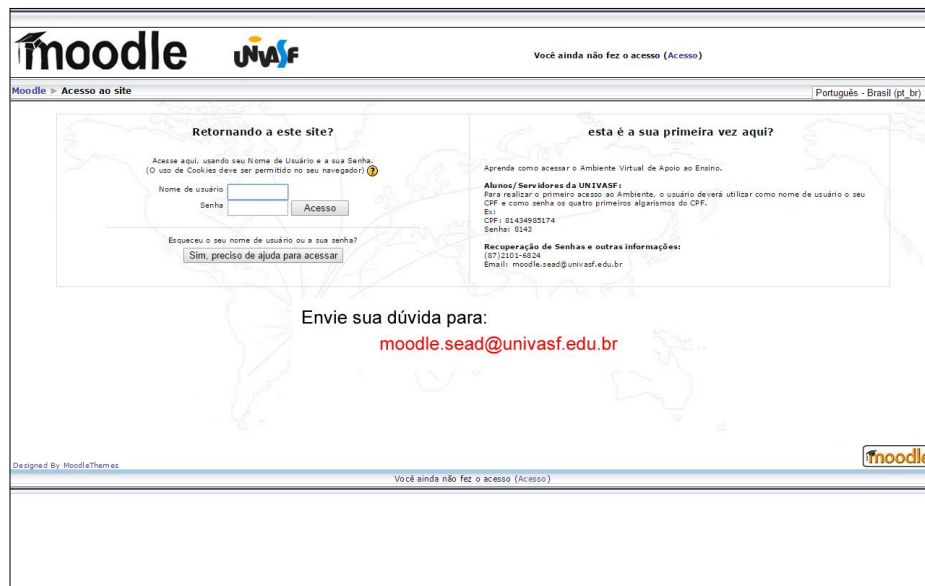 moodle UNIVASF
Você ainda não fez o acesso (Acesso)
Moodle ► Acesso ao site
Português - Brasil (pt_br)
Retornando a este site?
Acesse aqui, usando seu Nome de Usuário e a sua Senha.
(O uso de Cookies deve ser permitido no seu navegador) ?
Nome de usuário
Senha
Acesso
Esqueceu o seu nome de usuário ou a sua senha?
Sim, preciso de ajuda para acessar
esta é a sua primeira vez aqui?
Aprenda como acessar o Ambiente Virtual de Apoio ao Ensino.
Alunos/Servidores da UNIVASF:
Para realizar o primeiro acesso ao Ambiente, o usuário deverá utilizar como nome de usuário o seu
CPF e como senha os quatro primeiros algarismos do CPF.
Ex:
CPF: 81434985174
Senha: 8143
Recuperação de Senhas e outras informações:
(87)2101-6824
Email: moodle.sead@univasf.edu.br
Envie sua dúvida para:
moodle.sead@univasf.edu.br
moodle
Designed By MoodleThemes
Você ainda não fez o acesso (Acesso)